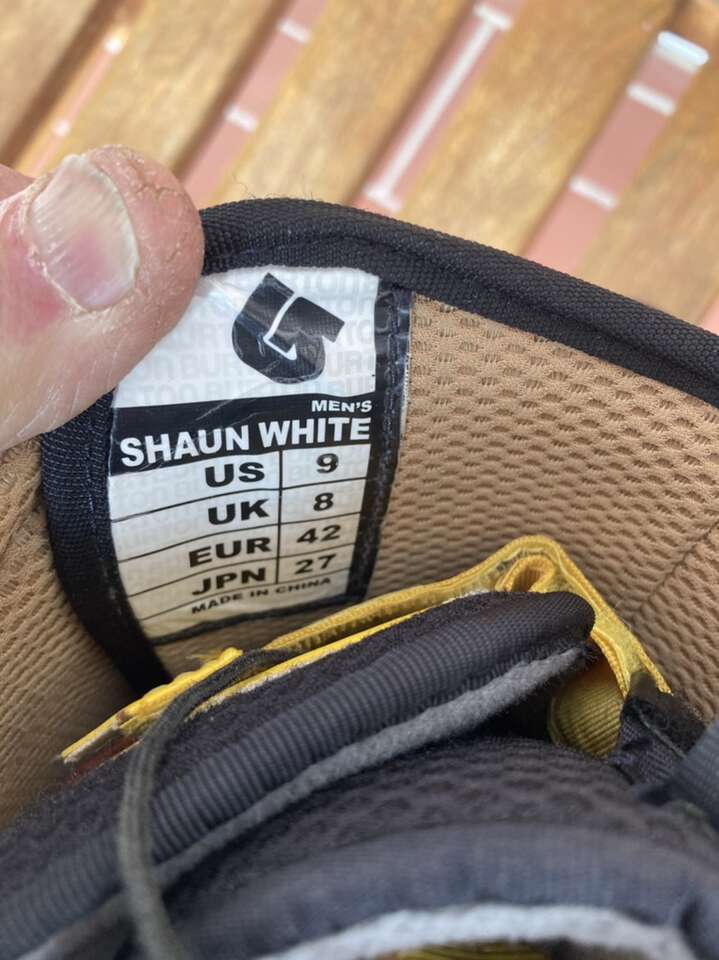 MEN'S
SHAUN WHITE
US 9
UK 8
EUR 42
JPN 27
MADE IN CHINA